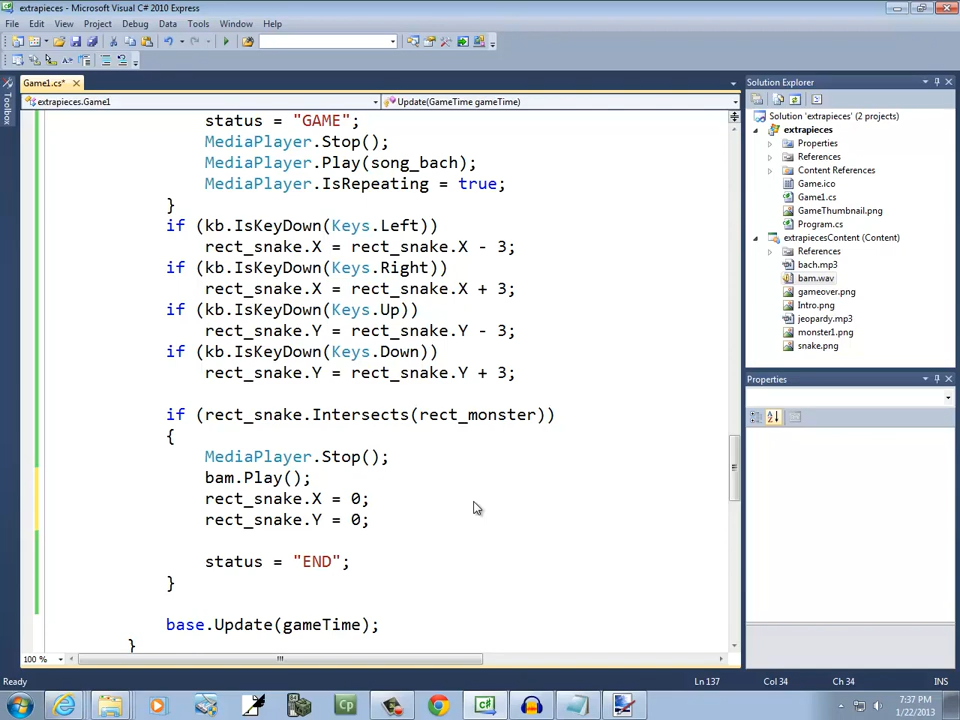 extrapieces - Microsoft Visual C# 2010 Express
File Edit View Project Debug Data Tools Window Help
Game1.cs*
Solution Explorer
extrapieces.Game1
Update(GameTime gameTime)
Toolbox
status = "GAME";
MediaPlayer.Stop();
MediaPlayer.Play(song_bach);
MediaPlayer.IsRepeating = true;
}
if (kb.IsKeyDown(Keys.Left))
rect_snake.X = rect_snake.X - 3;
if (kb.IsKeyDown(Keys.Right))
rect_snake.X = rect_snake.X + 3;
if (kb.IsKeyDown(Keys.Up))
rect_snake.Y = rect_snake.Y - 3;
if (kb.IsKeyDown(Keys.Down))
rect_snake.Y = rect_snake.Y + 3;
if (rect_snake.Intersects(rect_monster))
{
MediaPlayer.Stop();
bam.Play();
rect_snake.X = 0;
rect_snake.Y = 0;
status = "END";
}
base.Update(gameTime);
}
Solution 'extrapieces' (2 projects)
extrapieces
Properties
References
Content References
Game.ico
Game1.cs
GameThumbnail.png
Program.cs
extrapiecesContent (Content)
References
bach.mp3
bam.wav
gameover.png
Intro.png
jeopardy.mp3
monster1.png
snake.png
Properties
100 %
Ready
Ln 137
Col 34
Ch 34
INS
Cp
7:37 PM
1/22/2013